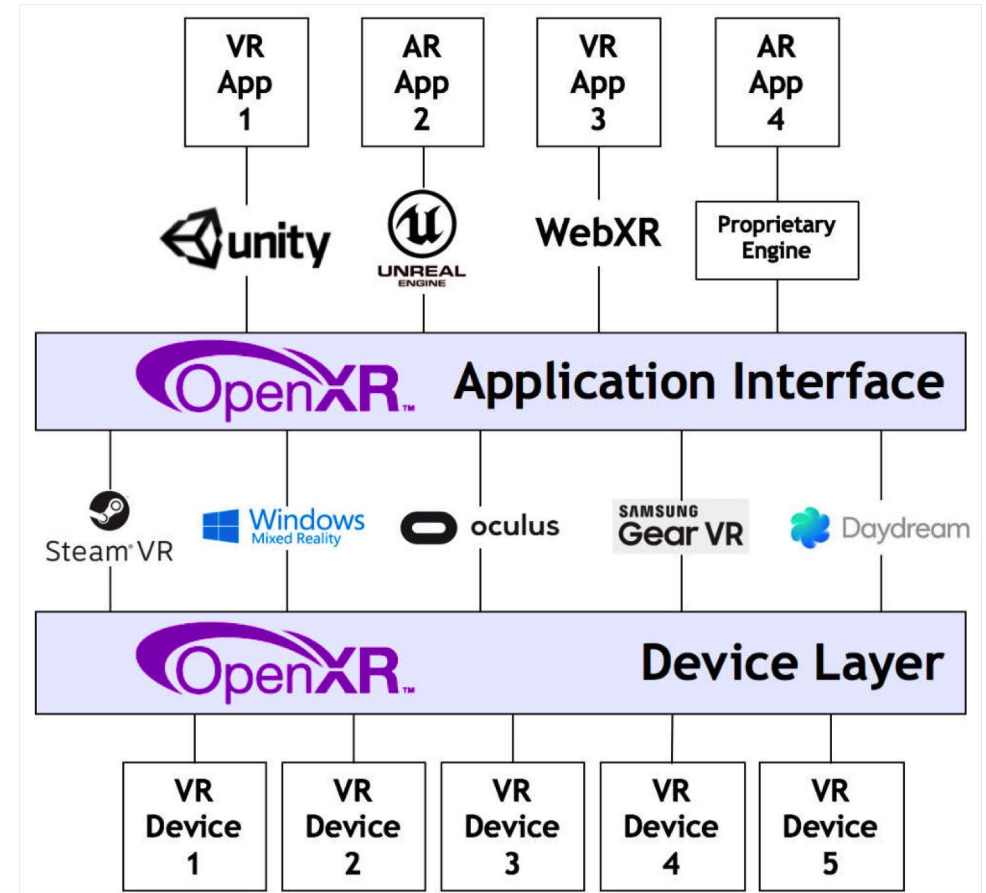 VR
App
1
AR
App
2
VR
App
3
AR
App
4
unity
UNREAL
ENGINE
WebXR
Proprietary
Engine
OpenXR™ Application Interface
Steam®VR
Windows
Mixed Reality
oculus
SAMSUNG
Gear VR
Daydream
OpenXR™ Device Layer
VR
Device
1
VR
Device
2
VR
Device
3
VR
Device
4
VR
Device
5